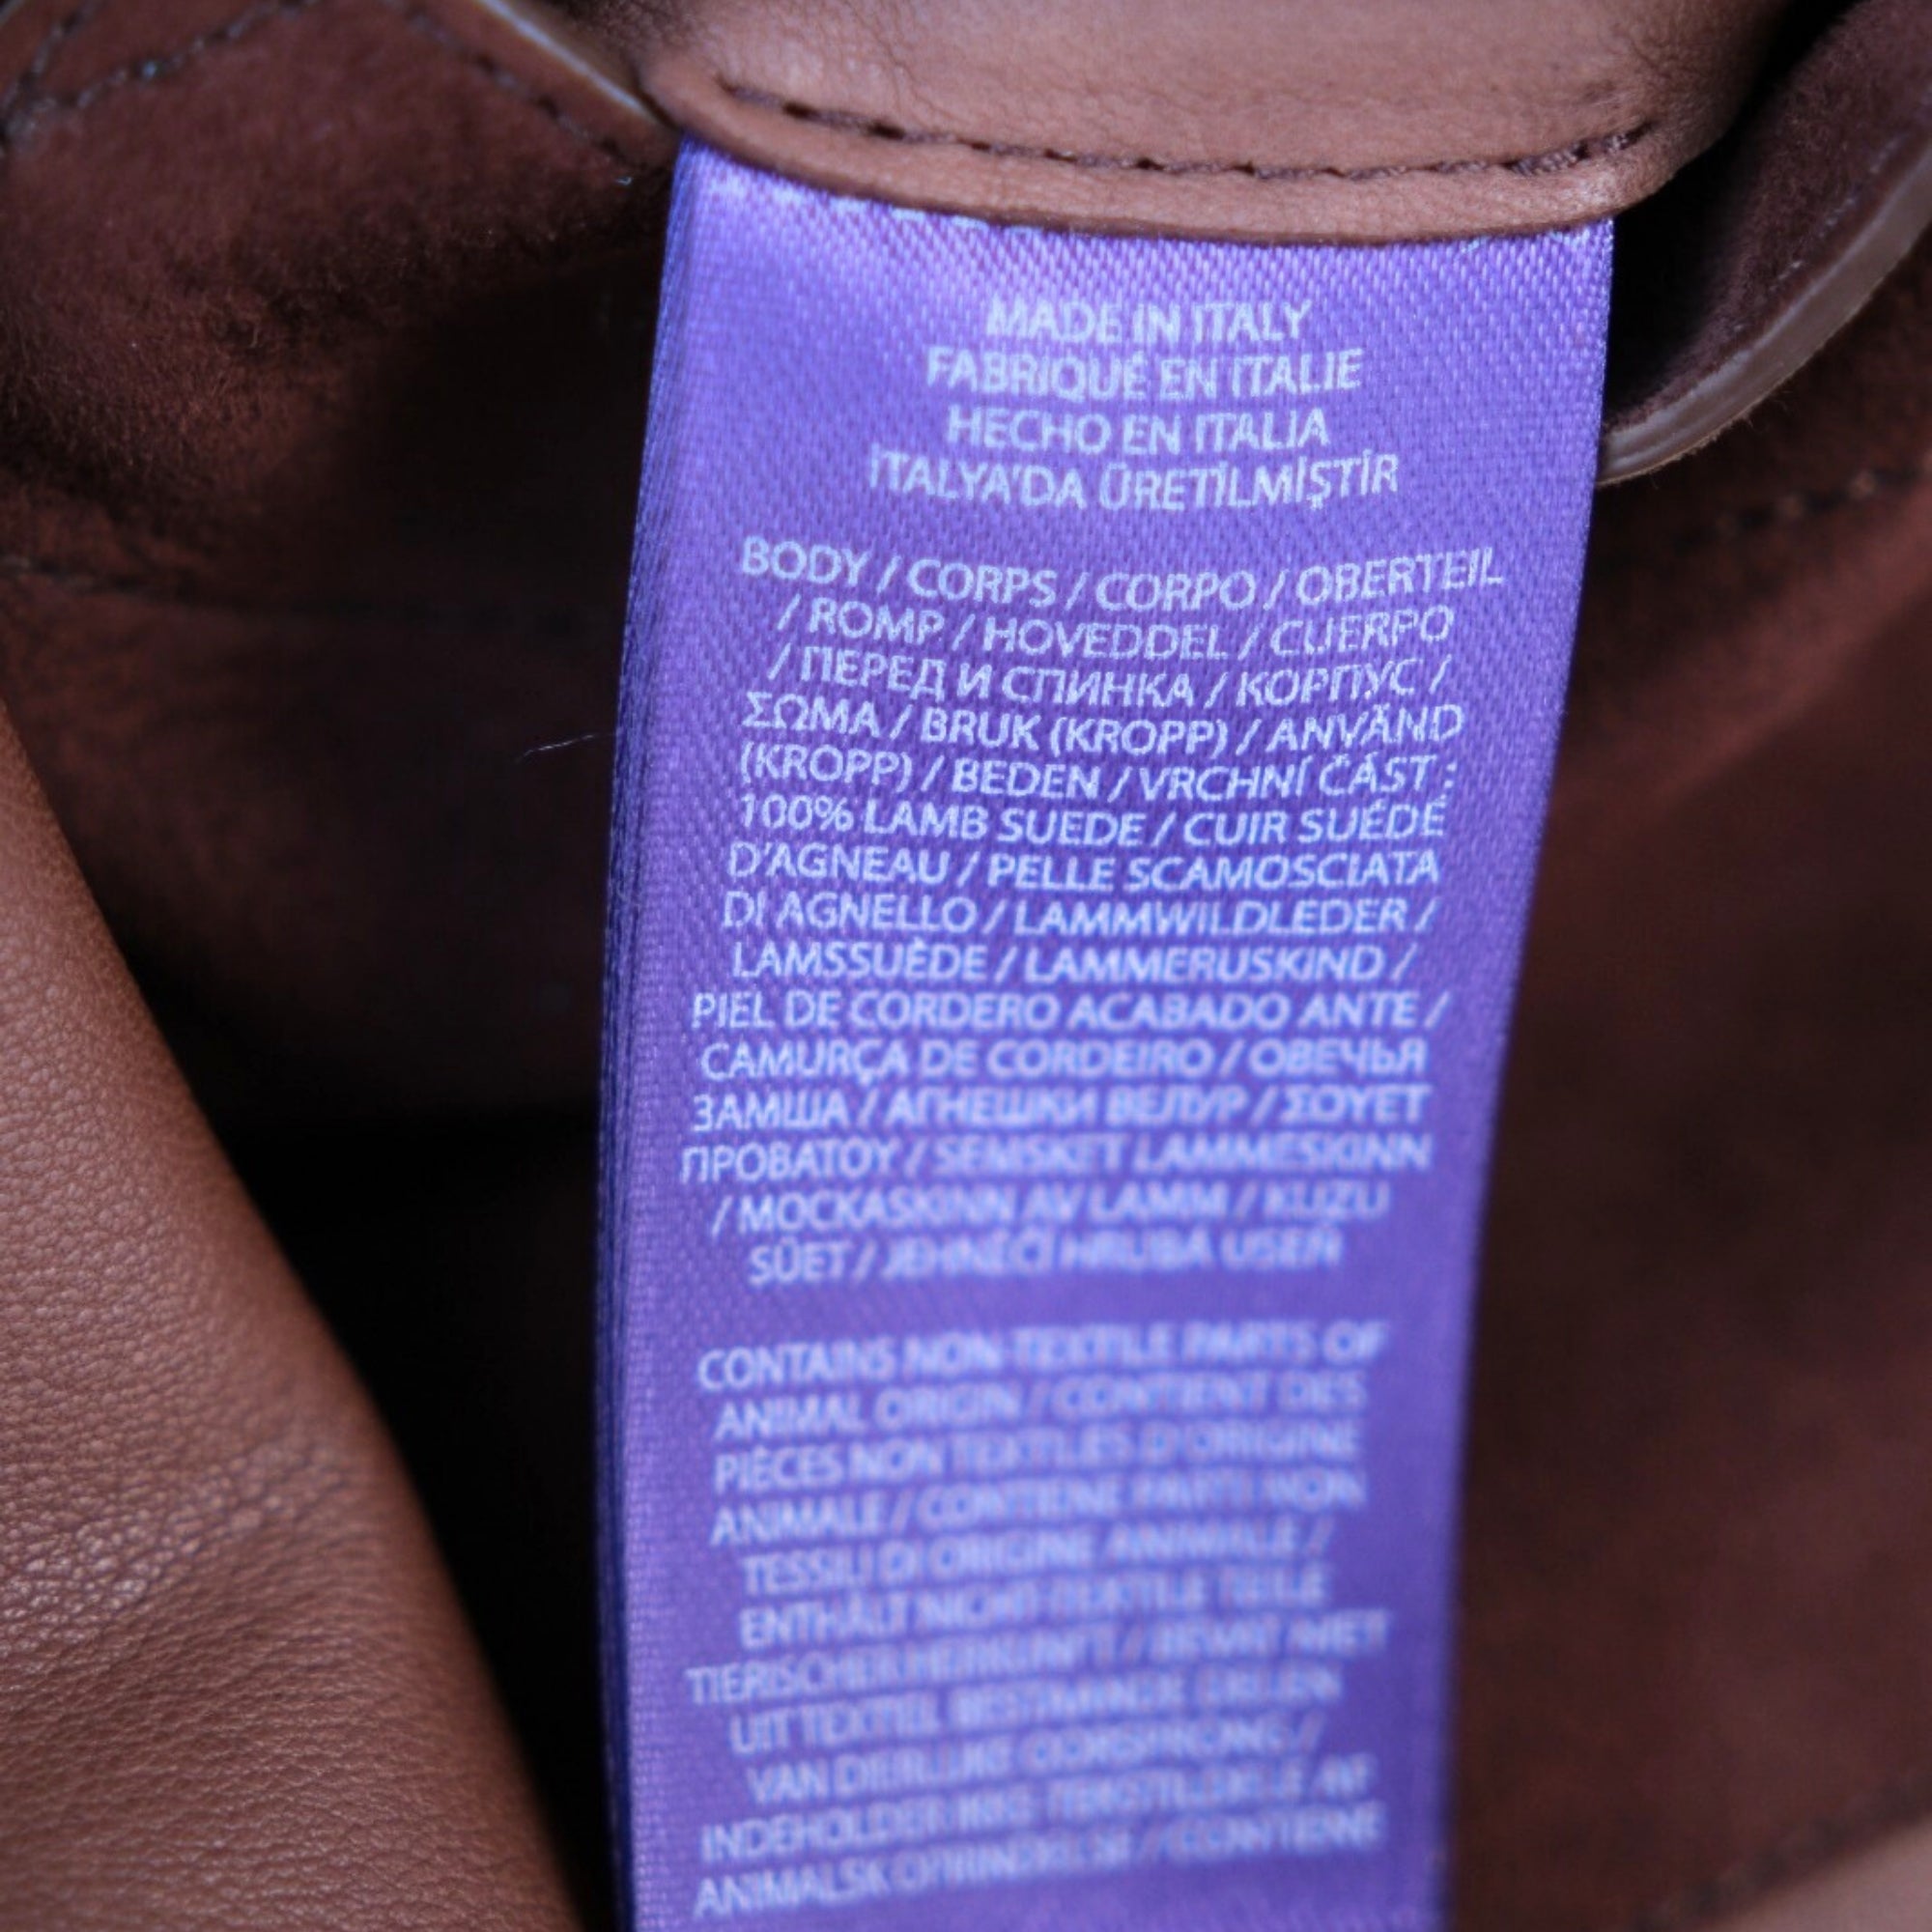 MADE IN ITALY
FABRIQUÉ EN ITALIE
HECHO EN ITALIA
İTALYA'DA ÜRETİLMİŞTİR
BODY / CORPS / CORPO / OBERTEIL
/ ROMP / HOVEDDEL / CUERPO
/ ПЕРЕД И СПИНКА / КОРПУС /
ΣΩΜΑ / BRUK (KROPP) / ANVÄND
(KROPP) / BEDEN / VRCHNÍ ČÁST :
100% LAMB SUEDE / CUIR SUÉDÉ
D'AGNEAU / PELLE SCAMOSCIATA
DI AGNELLO / LAMMWILDLEDER /
LAMSSUÈDE / LAMMERUSKIND /
PIEL DE CORDERO ACABADO ANTE /
CAMURÇA DE CORDEIRO / ОВЕЧЬЯ
ЗАМША / АГНЕШКИ ВЕЛУР / ΣΟΥΕΤ
ΠΡΟΒΑΤΟΥ / SEMSKET LAMMESKINN
/ MOCKASKINN AV LAMM / KUZU
SÜET / JEHNĚČÍ HRUBÁ USEŇ
CONTAINS NON-TEXTILE PARTS OF
ANIMAL ORIGIN / CONTIENT DES
PIÈCES NON TEXTILES D'ORIGINE
ANIMALE / CONTIENE PARTI NON
TESSILI DI ORIGINE ANIMALE /
ENTHÄLT NICHT-TEXTILE TEILE
TIERISCHER HERKUNFT / BEVAT NIET
UIT TEXTIEL BESTAANDE DELEN
VAN DIERLIJKE OORSPRONG /
INDEHOLDER IKKE TEKSTILDELE AF
ANIMALSK OPRINDELSE / CONTIENE